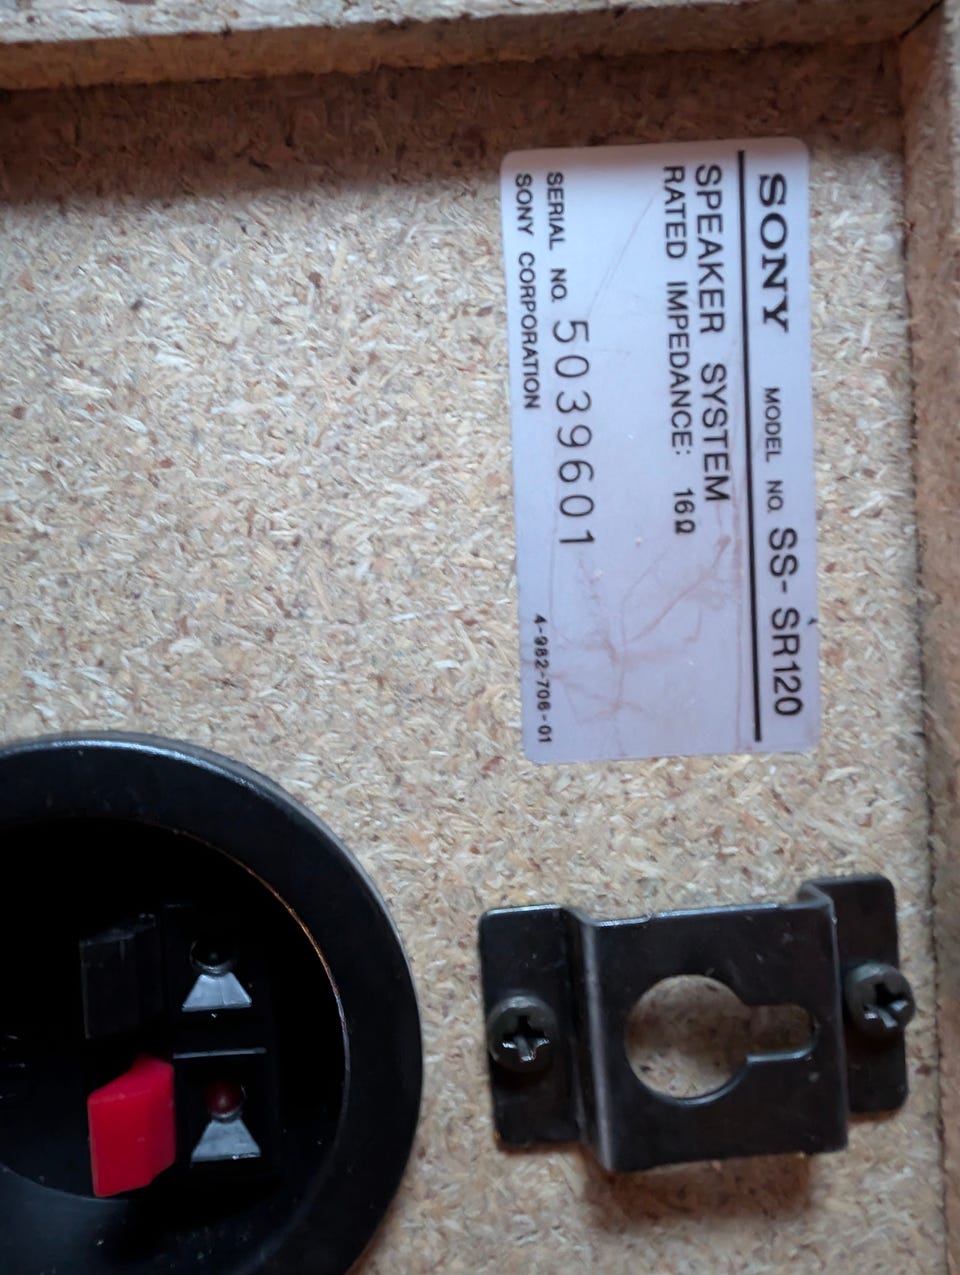 SONY MODEL NO. SS-SR120
SPEAKER SYSTEM
RATED IMPEDANCE: 16Ω
SERIAL NO. 5039601
SONY CORPORATION 4-982-706-01